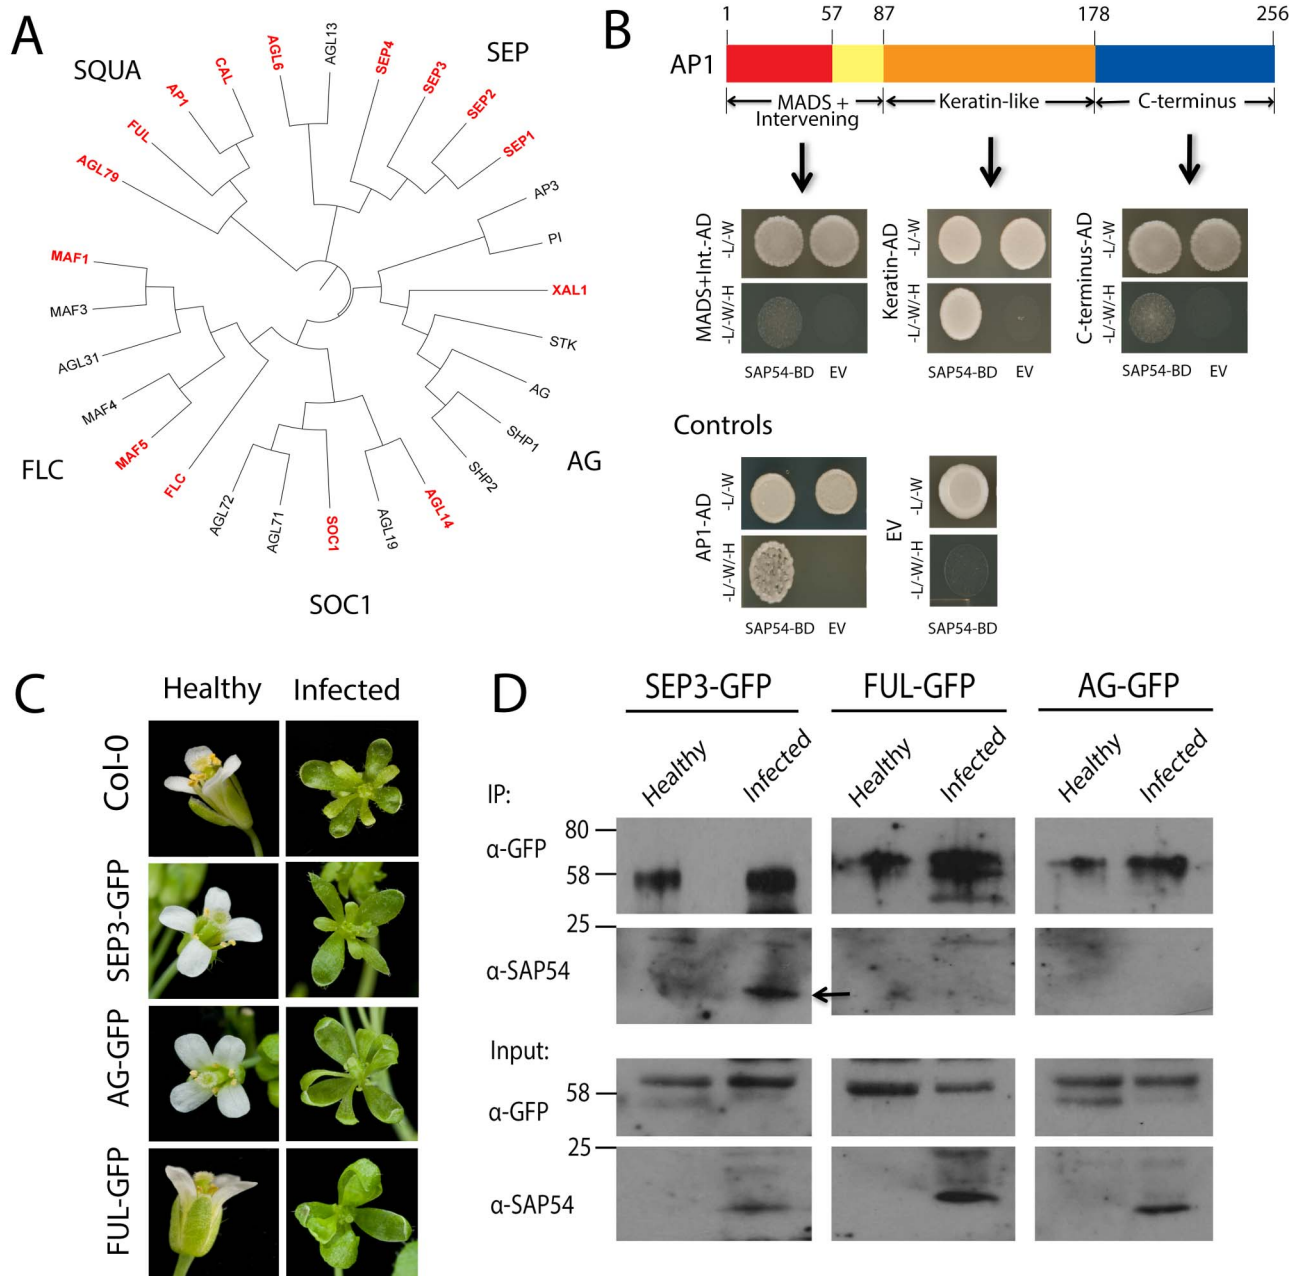 A
SQUA
SEP
SEP4
SEP3
SEP2
SEP1
AP3
PI
XAL1
STK
AG
SHP1
SHP2
AGL14
AGL19
SOC1
AGL71
AGL72
FLC
MAF5
MAF4
AGL31
MAF3
MAF1
AGL79
FUL
AP1
CAL
AGL6
AGL13
FLC
AG
SOC1
B
1 57 87 178 256
AP1
MADS + Intervening
Keratin-like
C-terminus
MADS+Int.-AD
-L/-W
-L/-W/-H
SAP54-BD EV
Keratin-AD
-L/-W
-L/-W/-H
SAP54-BD EV
C-terminus-AD
-L/-W
-L/-W/-H
SAP54-BD EV
Controls
AP1-AD
-L/-W
-L/-W/-H
SAP54-BD EV
EV
-L/-W
-L/-W/-H
SAP54-BD
C
Healthy Infected
Col-0
SEP3-GFP
AG-GFP
FUL-GFP
D
SEP3-GFP FUL-GFP AG-GFP
Healthy Infected Healthy Infected Healthy Infected
IP:
80
α-GFP
58
25
α-SAP54
Input:
58
α-GFP
25
α-SAP54